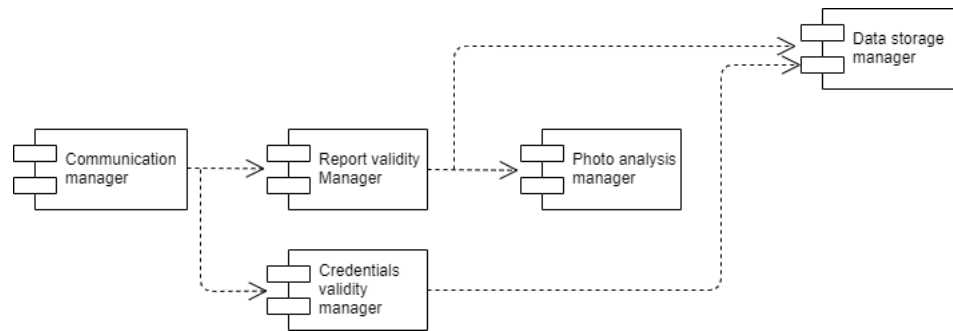 Data storage
manager
Communication
manager
Report validity
Manager
Photo analysis
manager
Credentials
validity
manager